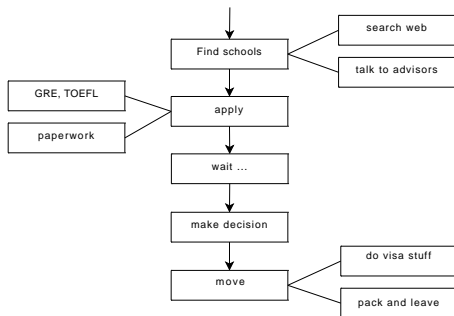 search web
Find schools
talk to advisors
GRE, TOEFL
apply
paperwork
wait ...
make decision
do visa stuff
move
pack and leave